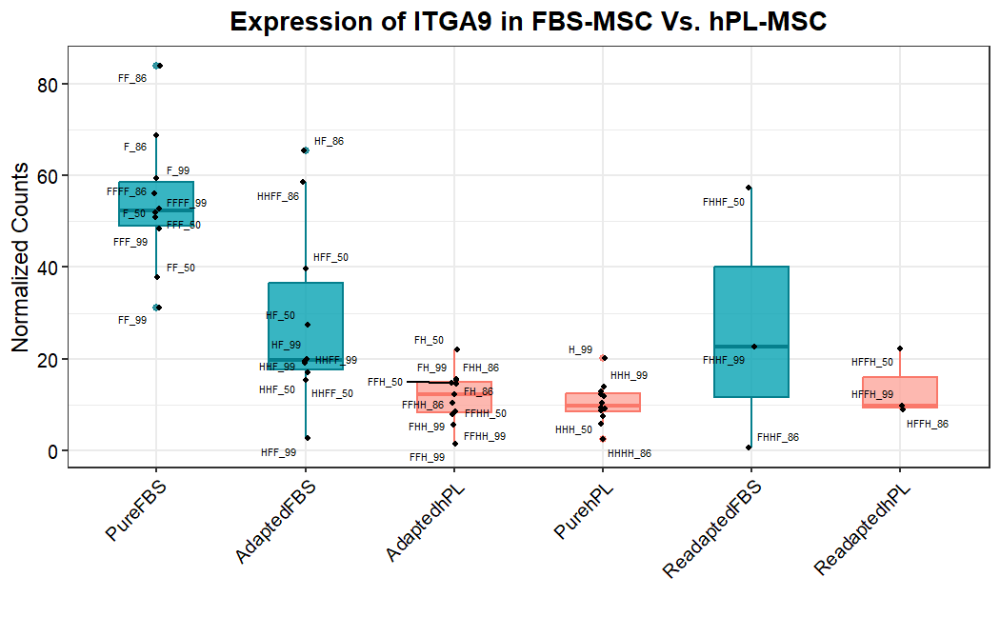 Expression of ITGA9 in FBS-MSC Vs. hPL-MSC
Normalized Counts
80
60
40
20
0
FF_86
F_86
F_99
FFFF_86
FFFF_99
F_50
FFF_50
FFF_99
FF_50
FF_99
HF_86
HHFF_86
HFF_50
HF_50
HF_99
HHFF_99
HHF_99
HHF_50
HHFF_50
HFF_99
FH_50
FH_99
FHH_86
FFH_50
FH_86
FFHH_86
FFHH_50
FHH_99
FFHH_99
FFH_99
H_99
HHH_99
HHH_50
HHHH_86
FHHF_50
FHHF_99
FHHF_86
HFFH_50
HFFH_99
HFFH_86
PureFBS
AdaptedFBS
AdaptedhPL
PurehPL
ReadaptedFBS
ReadaptedhPL